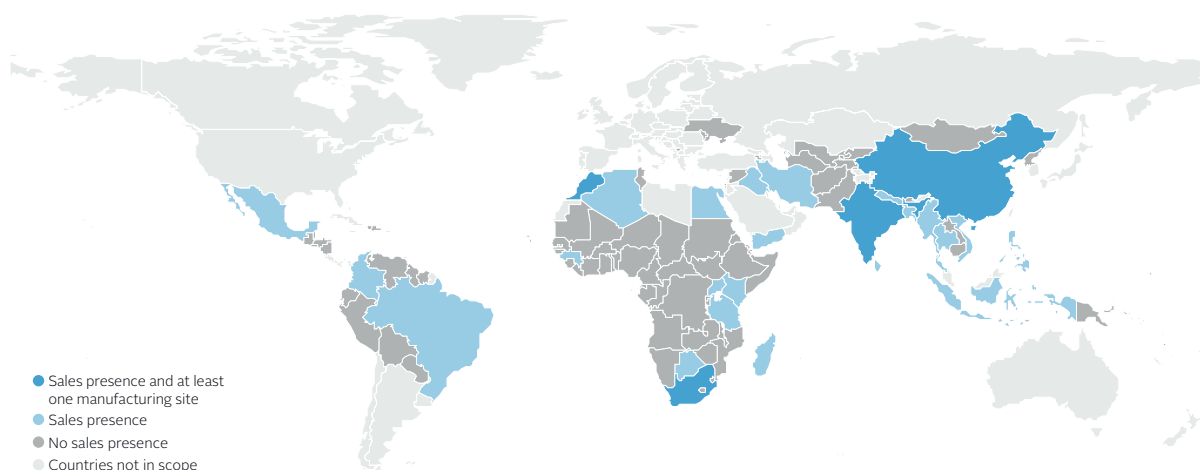 Sales presence and at least
one manufacturing site
Sales presence
No sales presence
Countries not in scope